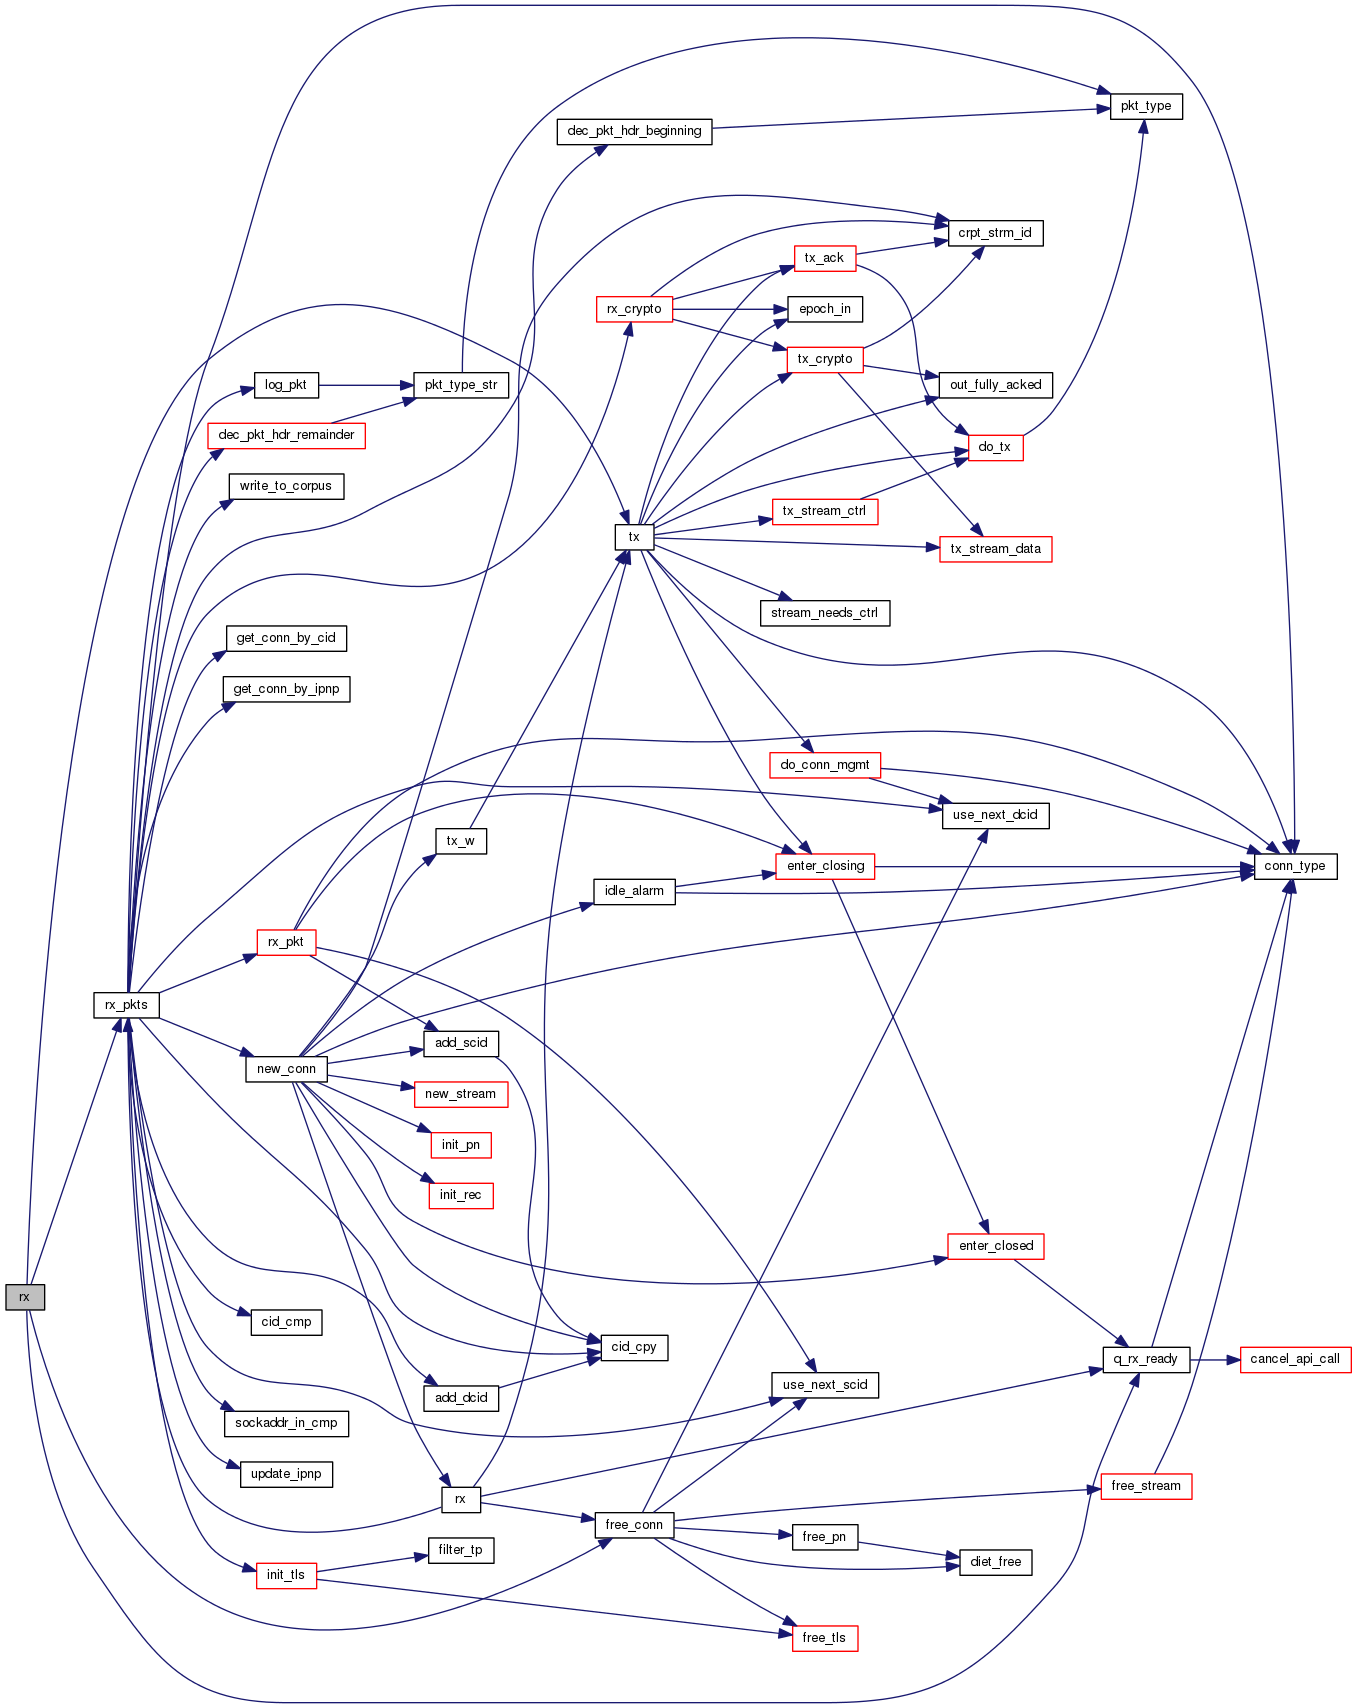 pkt_type
dec_pkt_hdr_beginning
crpt_strm_id
tx_ack
rx_crypto
epoch_in
tx_crypto
log_pkt
pkt_type_str
out_fully_acked
dec_pkt_hdr_remainder
do_tx
write_to_corpus
tx_stream_ctrl
tx
tx_stream_data
stream_needs_ctrl
get_conn_by_cid
get_conn_by_ipnp
do_conn_mgmt
use_next_dcid
tx_w
enter_closing
conn_type
idle_alarm
rx_pkt
rx_pkts
add_scid
new_conn
new_stream
init_pn
init_rec
enter_closed
rx
cid_cmp
cid_cpy
q_rx_ready
cancel_api_call
use_next_scid
add_dcid
sockaddr_in_cmp
update_ipnp
free_stream
rx
free_conn
free_pn
filter_tp
diet_free
init_tls
free_tls